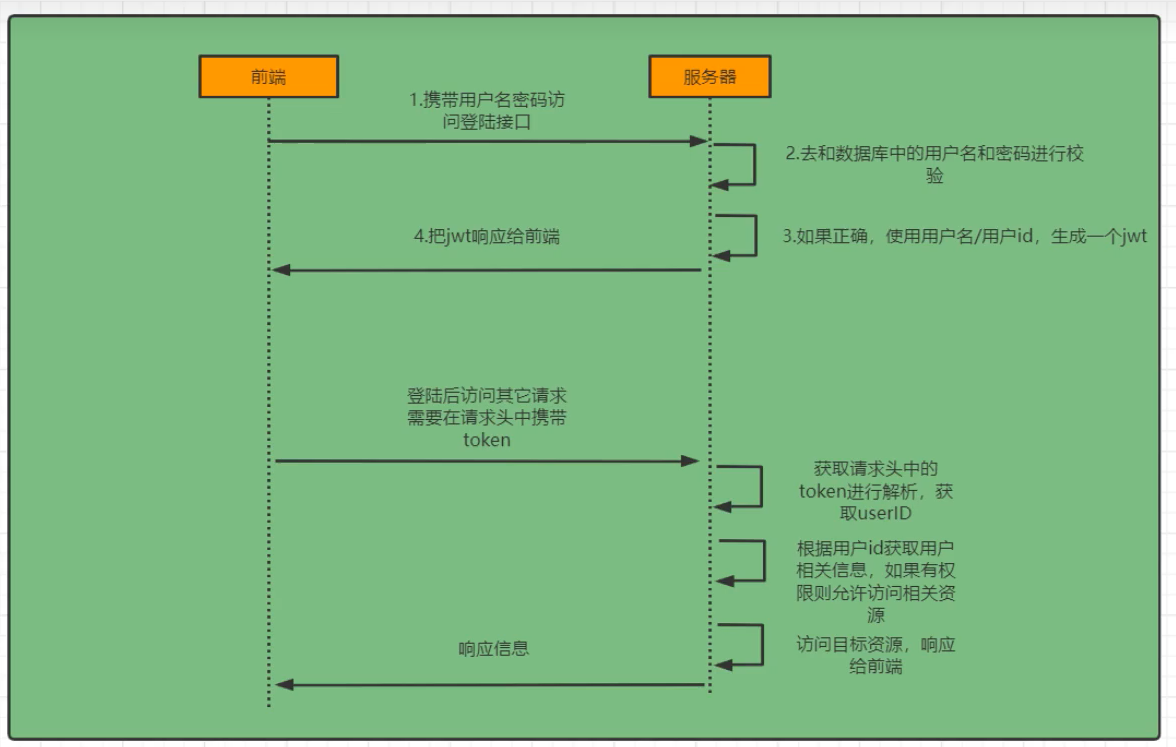 前端
服务器
1.携带用户名密码访
问登陆接口
2.去和数据库中的用户名和密码进行校
验
3.如果正确，使用用户名/用户id，生成一个jwt
4.把jwt响应给前端
登陆后访问其它请求
需要在请求头中携带
token
获取请求头中的
token进行解析，获
取userID
根据用户id获取用户
相关信息，如果有权
限则允许访问相关资
源
访问目标资源，响应
给前端
响应信息